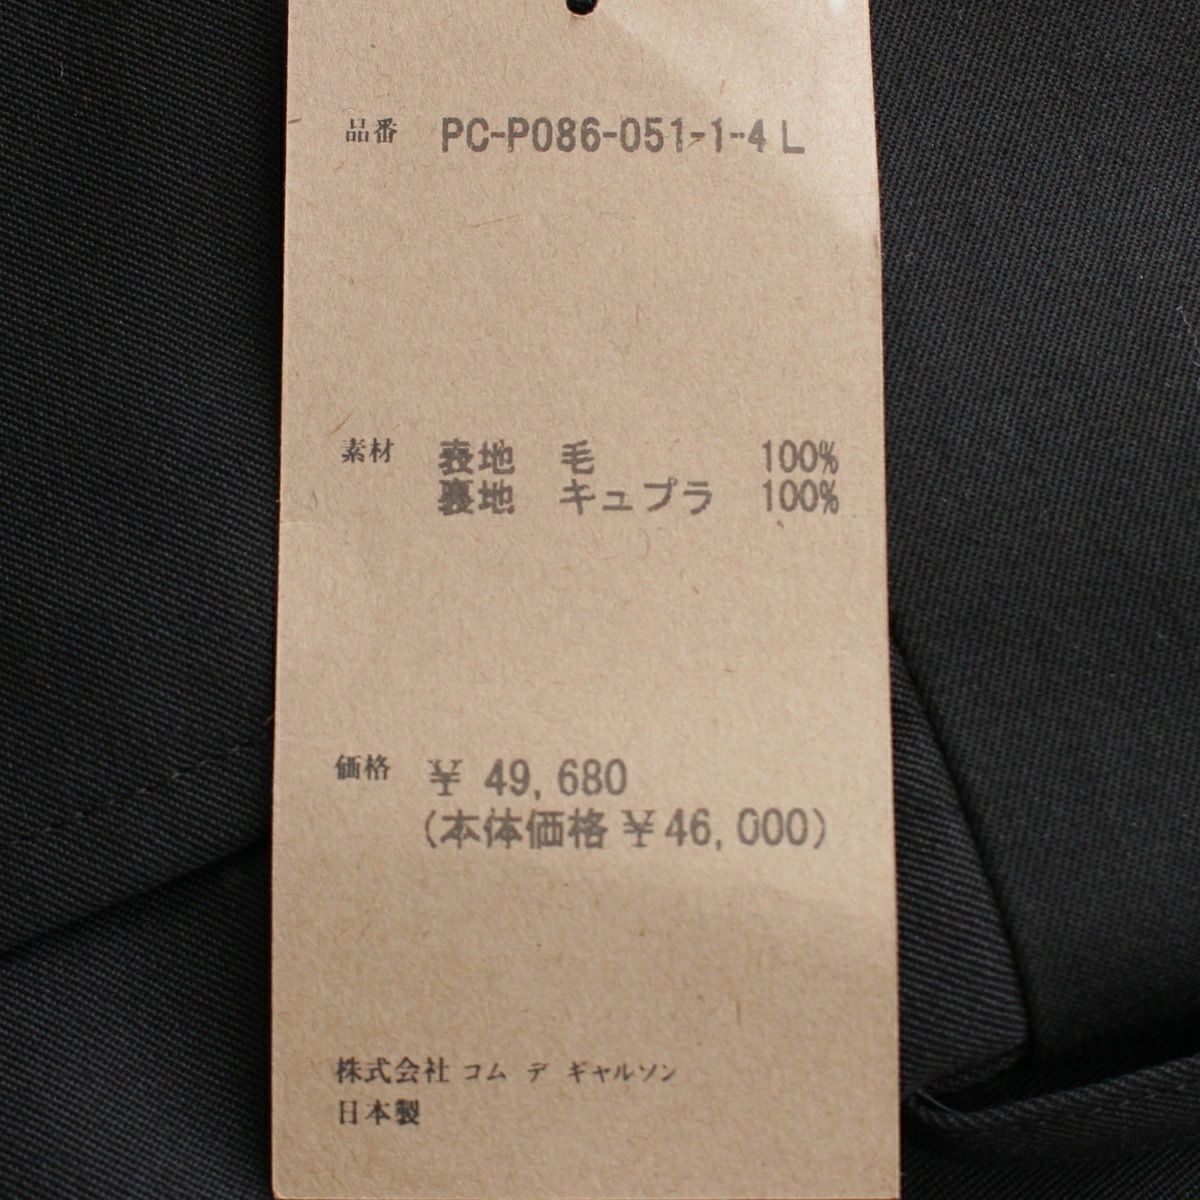 品番 PC-P086-051-1-4 L
素材 表地 毛 100%
裏地 キュプラ 100%
価格 ¥ 49,680
(本体価格 ¥46,000)
株式会社 コム デ ギャルソン
日本製